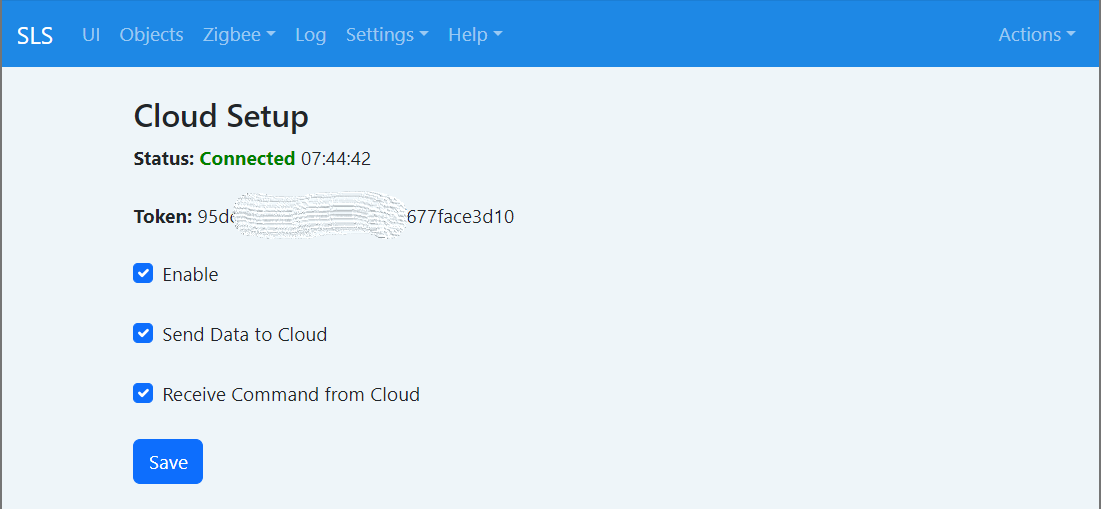 SLS UI Objects Zigbee Log Settings Help Actions
Cloud Setup
Status: Connected 07:44:42
Token: 95d 677face3d10
Enable
Send Data to Cloud
Receive Command from Cloud
Save